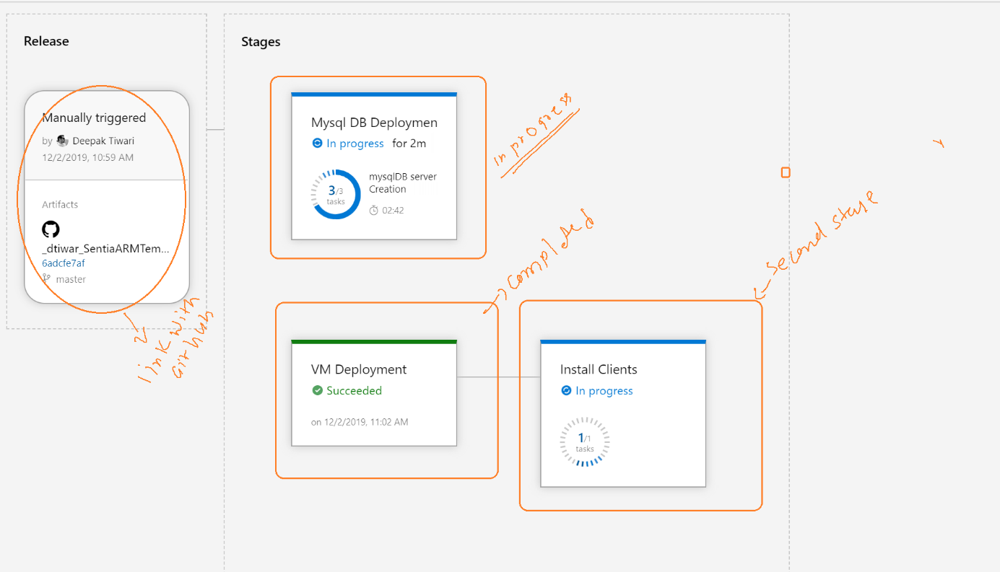 Release
Stages
Manually triggered
by Deepak Tiwari
12/2/2019, 10:59 AM
Artifacts
_dtiwar_SentiaARMTem...
6adcfe7af
master
link with
Github
Mysql DB Deploymen
In progress for 2m
3/3
tasks
mysqlDB server
Creation
02:42
In progress
VM Deployment
Succeeded
on 12/2/2019, 11:02 AM
completed
Install Clients
In progress
1/1
tasks
second stage